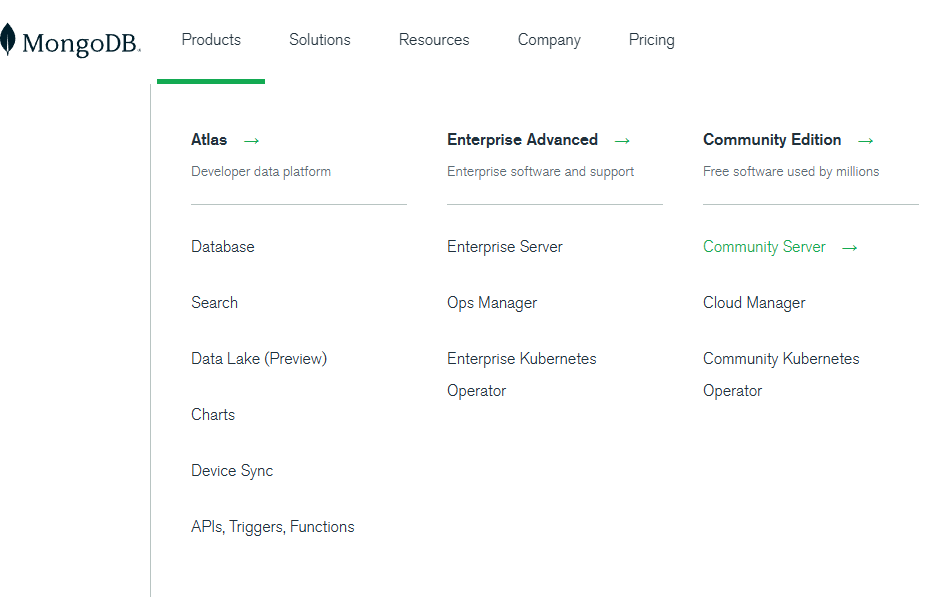 MongoDB.
Products Solutions Resources Company Pricing
Atlas →
Developer data platform
Database
Search
Data Lake (Preview)
Charts
Device Sync
APIs, Triggers, Functions
Enterprise Advanced →
Enterprise software and support
Enterprise Server
Ops Manager
Enterprise Kubernetes
Operator
Community Edition →
Free software used by millions
Community Server →
Cloud Manager
Community Kubernetes
Operator